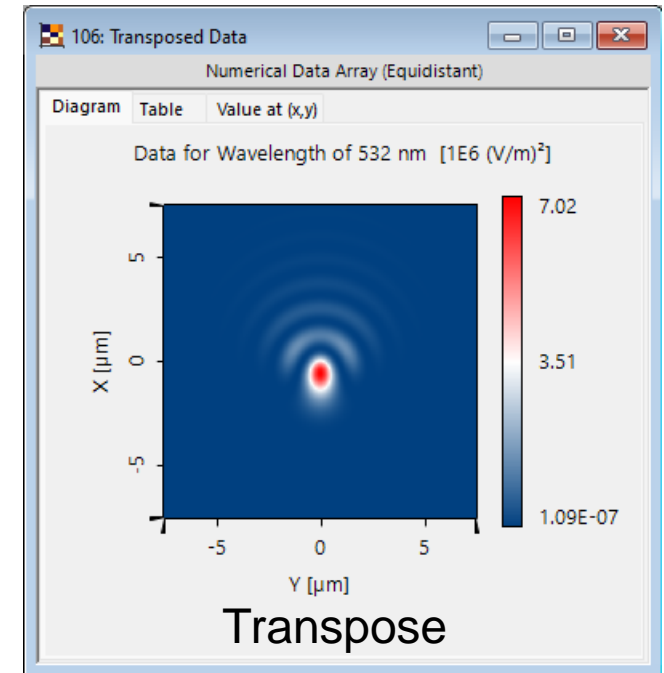 106: Transposed Data
Numerical Data Array (Equidistant)
Diagram Table Value at (x,y)
Data for Wavelength of 532 nm [1E6 (V/m)²]
7.02
5
X [µm]
0
3.51
-5
1.09E-07
-5 0 5
Y [µm]
Transpose